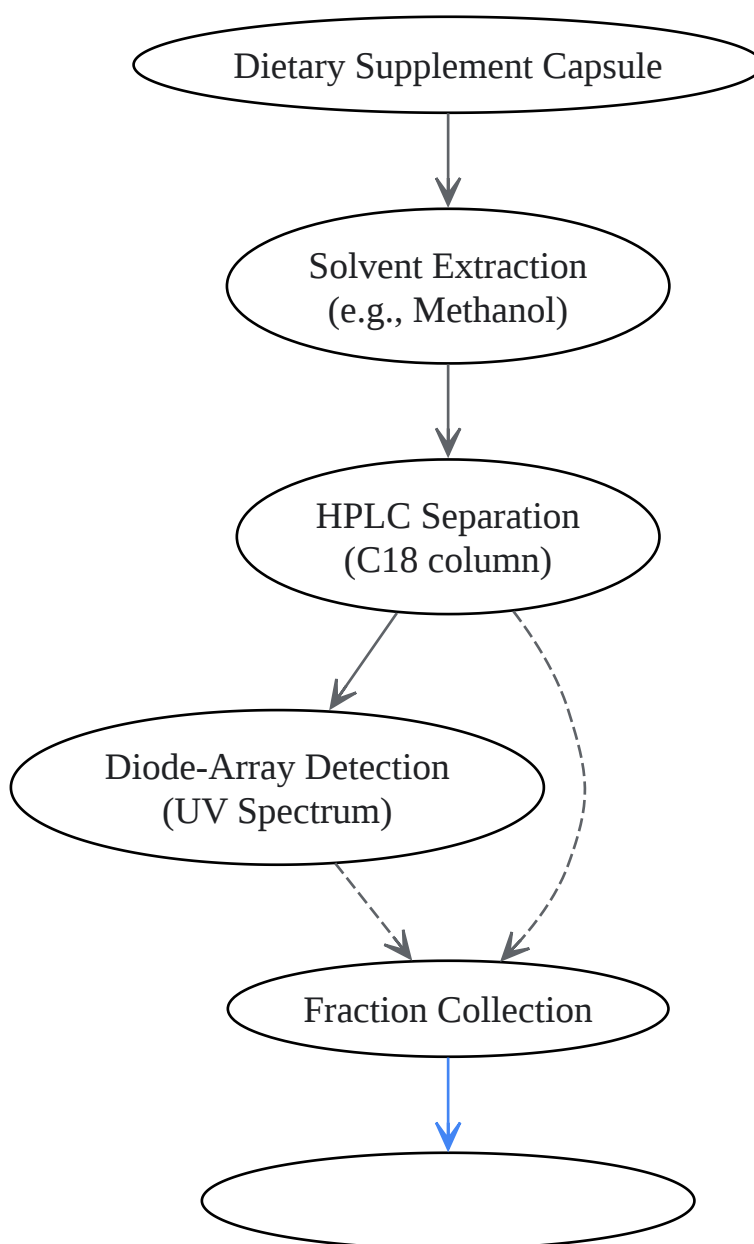 Dietary Supplement Capsule
Solvent Extraction
(e.g., Methanol)
HPLC Separation
(C18 column)
Diode-Array Detection
(UV Spectrum)
Fraction Collection